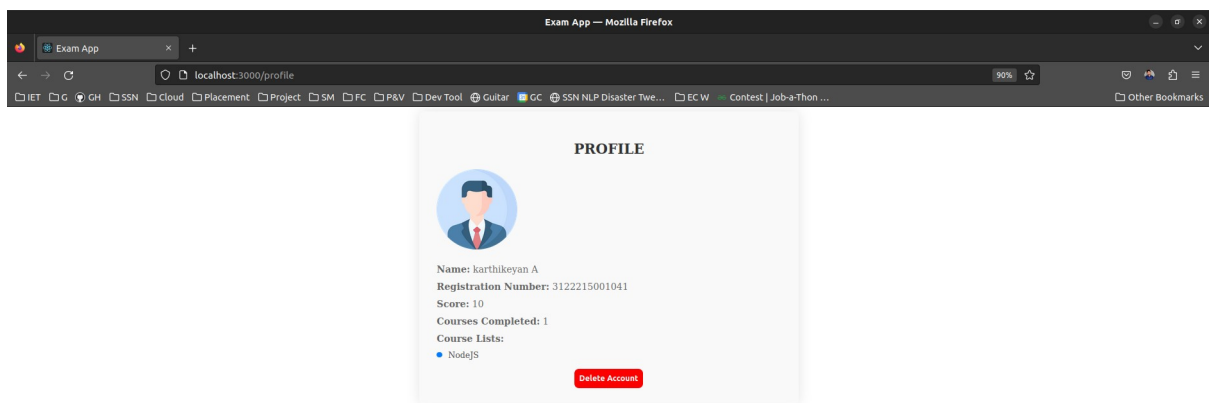 Exam App — Mozilla Firefox
Exam App
localhost:3000/profile
90%
IET G GH SSN Cloud Placement Project SM FC P&V Dev Tool Guitar GC SSN NLP Disaster Twe... EC W Contest | Job-a-Thon ... Other Bookmarks
PROFILE
Name: karthikeyan A
Registration Number: 3122215001041
Score: 10
Courses Completed: 1
Course Lists:
NodeJS
Delete Account